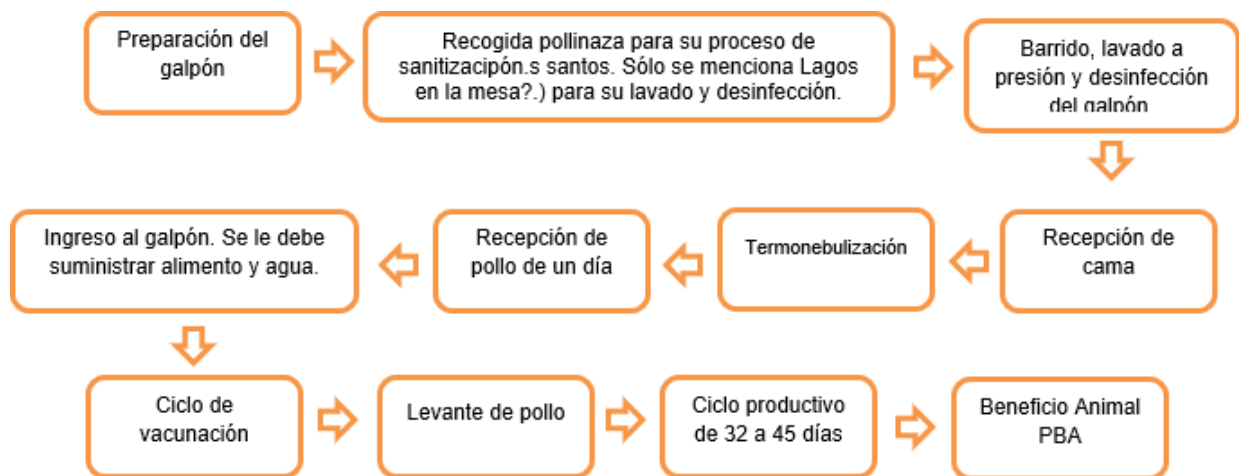 Preparación del
galpón
Recogida pollinaza para su proceso de
sanitizacipón.s santos. Sólo se menciona Lagos
en la mesa?.) para su lavado y desinfección.
Barrido, lavado a
presión y desinfección
del galpón
Recepción de
cama
Termonebulización
Recepción de
pollo de un día
Ingreso al galpón. Se le debe
suministrar alimento y agua.
Ciclo de
vacunación
Levante de pollo
Ciclo productivo
de 32 a 45 días
Beneficio Animal
PBA